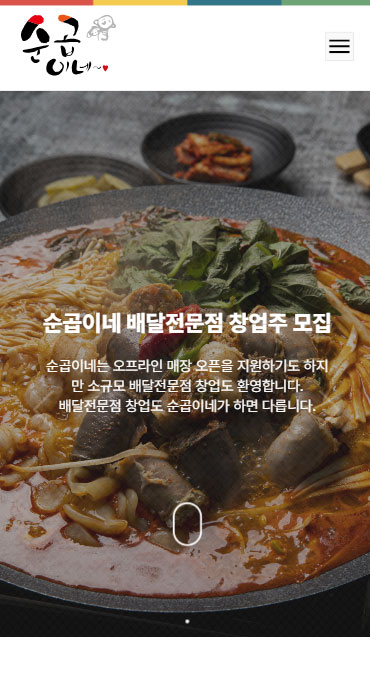 순곱
이네~
순곱이네 배달전문점 창업주 모집
순곱이네는 오프라인 매장 오픈을 지원하기도 하지
만 소규모 배달전문점 창업도 환영합니다.
배달전문점 창업도 순곱이네가 하면 다릅니다.